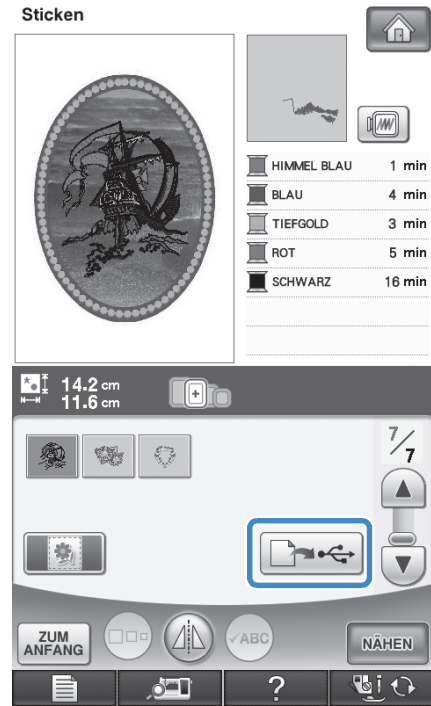 Sticken
HIMMEL BLAU 1 min
BLAU 4 min
TIEFGOLD 3 min
ROT 5 min
SCHWARZ 16 min
14.2 cm
11.6 cm
7/7
ZUM
ANFANG
ABC
NÄHEN
?